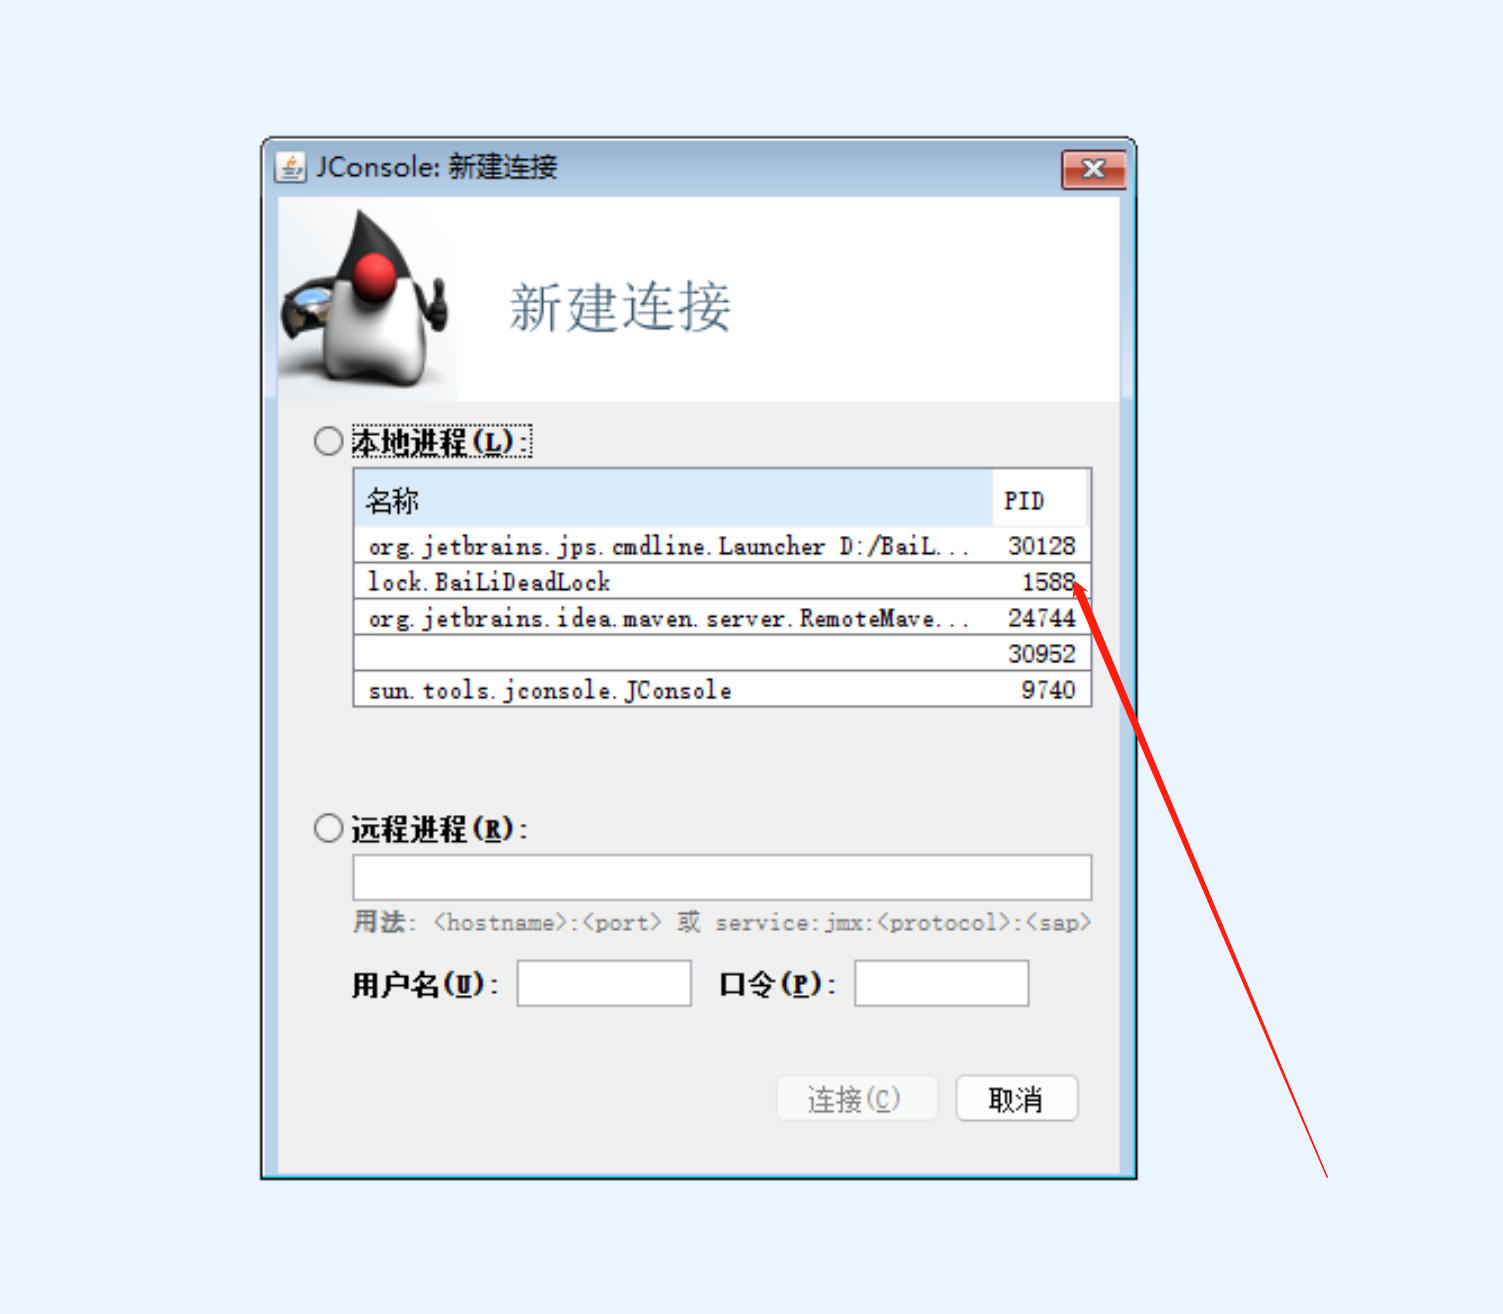 JConsole: 新建连接
新建连接
本地进程(L):
名称 PID
org.jetbrains.jps.cmdline.Launcher D:/BaiL... 30128
lock.BaiLiDeadLock 1588
org.jetbrains.idea.maven.server.RemoteMave... 24744
30952
sun.tools.jconsole.JConsole 9740
远程进程(R):
用法: <hostname>:<port> 或 service:jmx:<protocol>:<sap>
用户名(U): 口令(P):
连接(C) 取消